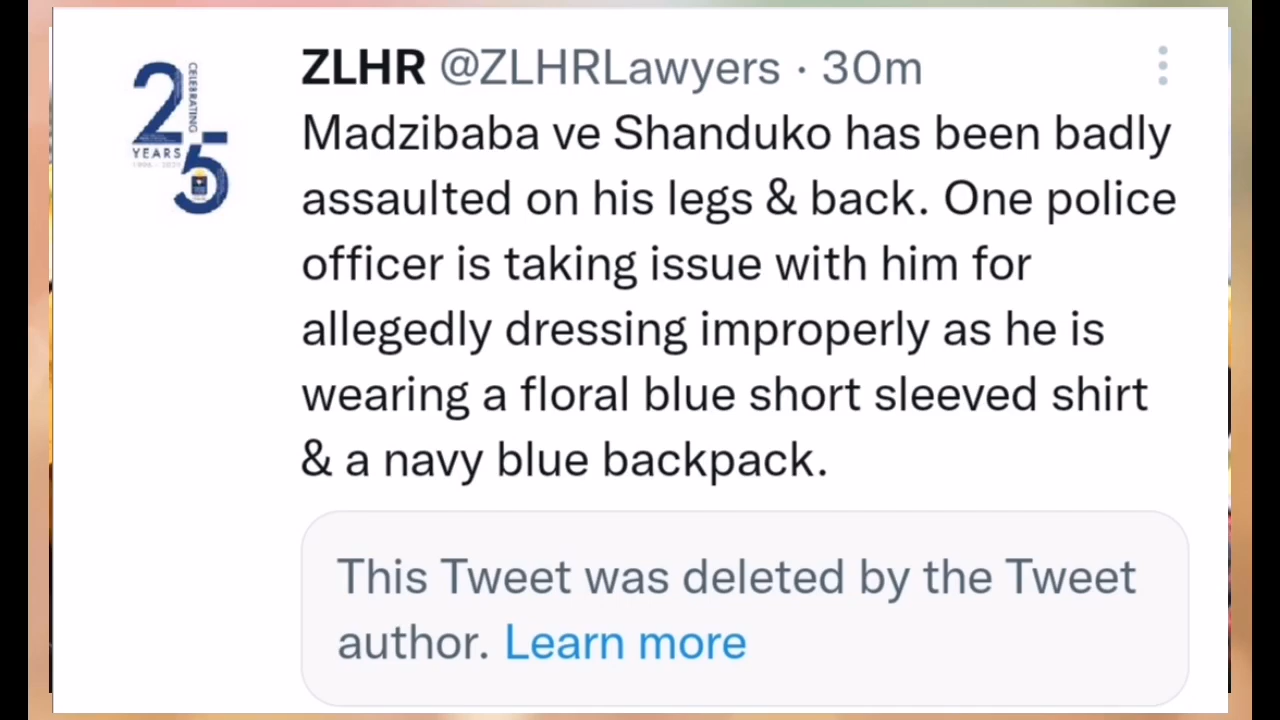 25
CELEBRATING
YEARS
ZLHR @ZLHRLawyers · 30m
Madzibaba ve Shanduko has been badly
assaulted on his legs & back. One police
officer is taking issue with him for
allegedly dressing improperly as he is
wearing a floral blue short sleeved shirt
& a navy blue backpack.
This Tweet was deleted by the Tweet
author. Learn more